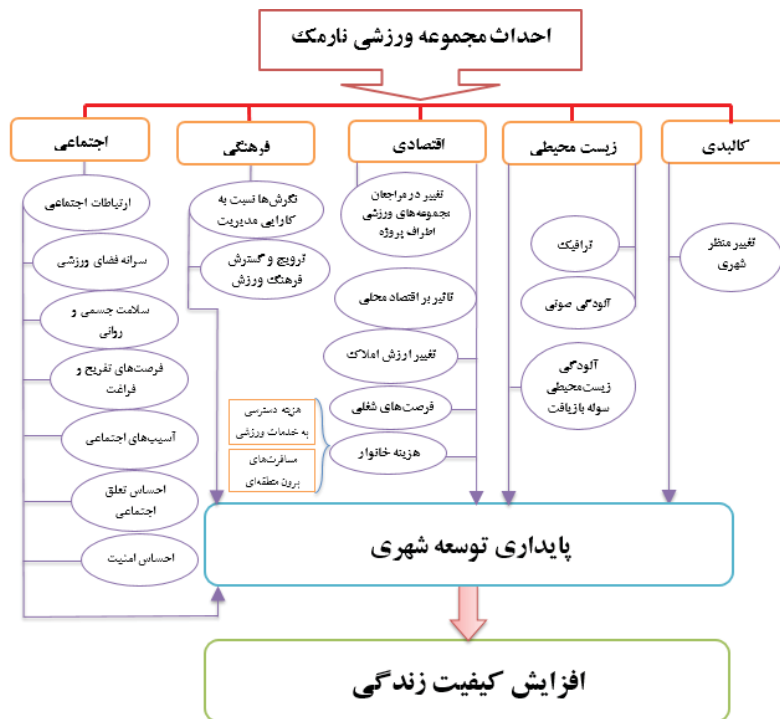 احداث مجموعه ورزشی نارمک
کالبدی
تغییر منظر
شهری
زیست محیطی
ترافیک
آلودگی صوتی
آلودگی
زیست‌محیطی
سوله بازیافت
اقتصادی
تغییر در مراجعان
مجموعه‌های ورزشی
اطراف پروژه
تاثیر بر اقتصاد محلی
تغییر ارزش املاک
فرصت‌های شغلی
هزینه خانوار
هزینه دسترسی
به خدمات ورزشی
مسافرت‌های
برون منطقه‌ای
فرهنگی
نگرش‌ها نسبت به
کارایی مدیریت
ترویج و گسترش
فرهنگ ورزش
اجتماعی
ارتباطات اجتماعی
سرانه فضای ورزشی
سلامت جسمی و
روانی
فرصت‌های تفریح و
فراغت
آسیب‌های اجتماعی
احساس تعلق
اجتماعی
احساس امنیت
پایداری توسعه شهری
افزایش کیفیت زندگی